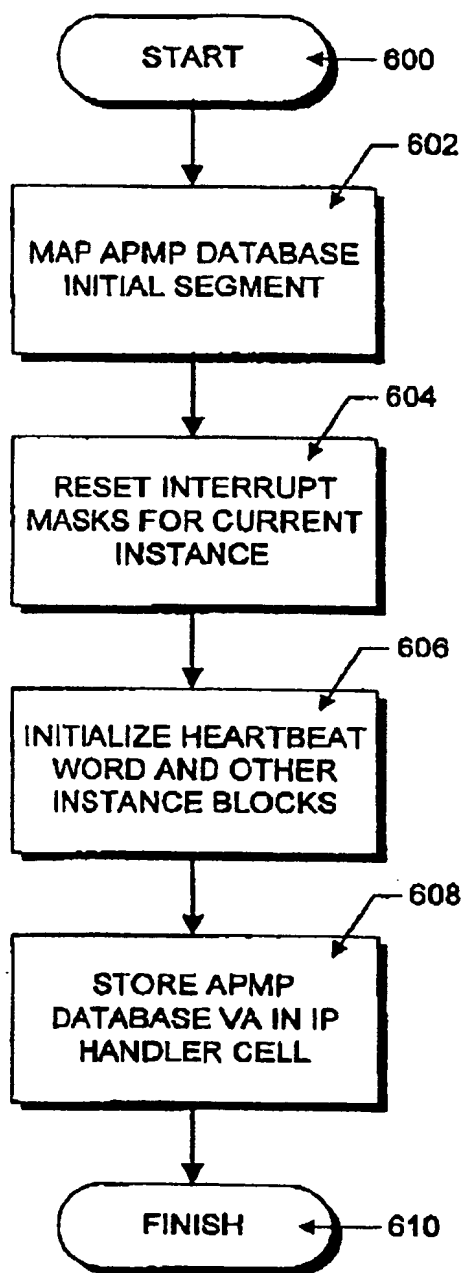 START
600
602
MAP APMP DATABASE
INITIAL SEGMENT
604
RESET INTERRUPT
MASKS FOR CURRENT
INSTANCE
606
INITIALIZE HEARTBEAT
WORD AND OTHER
INSTANCE BLOCKS
608
STORE APMP
DATABASE VA IN IP
HANDLER CELL
FINISH
610